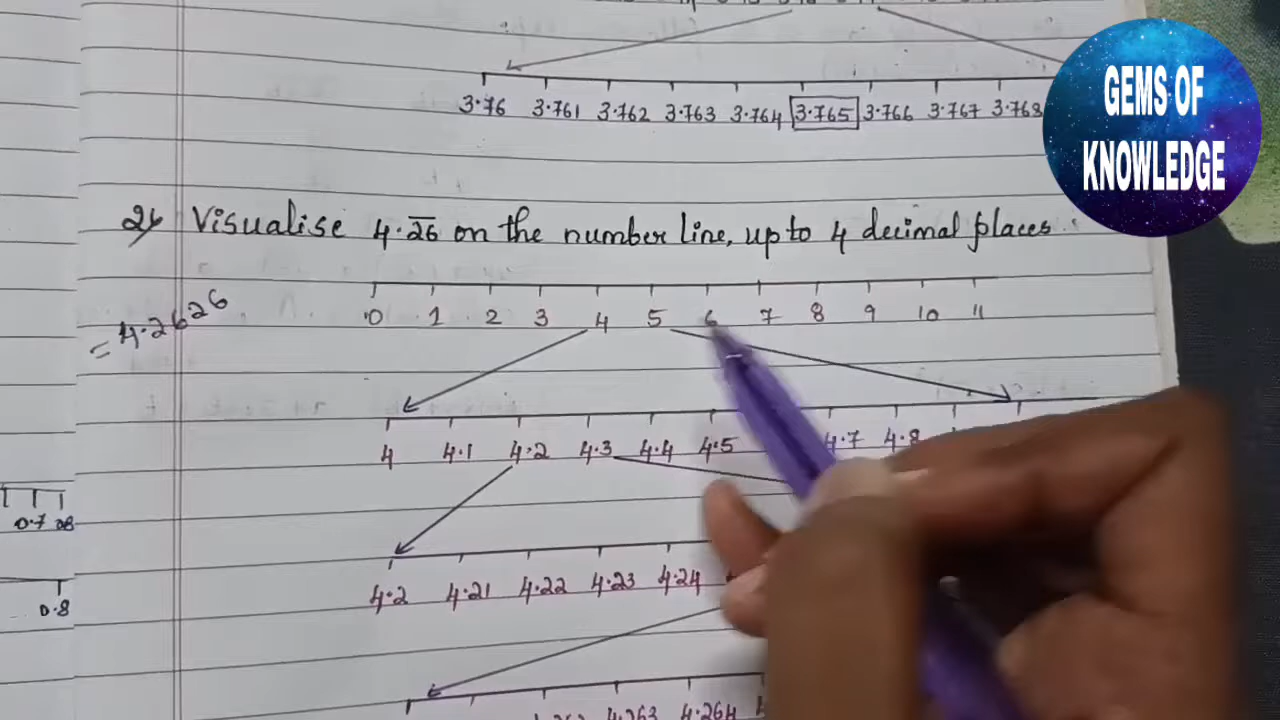 3.76 3.761 3.762 3.763 3.764 3.765 3.766 3.767 3.768
GEMS OF
KNOWLEDGE
2) Visualise 4.2̅6̅ on the number line, up to 4 decimal places.
= 4.2626
0 1 2 3 4 5 6 7 8 9 10 11
4 4.1 4.2 4.3 4.4 4.5 4.7 4.8
0.7 0.8
4.2 4.21 4.22 4.23 4.24
0.8
4.263 4.264